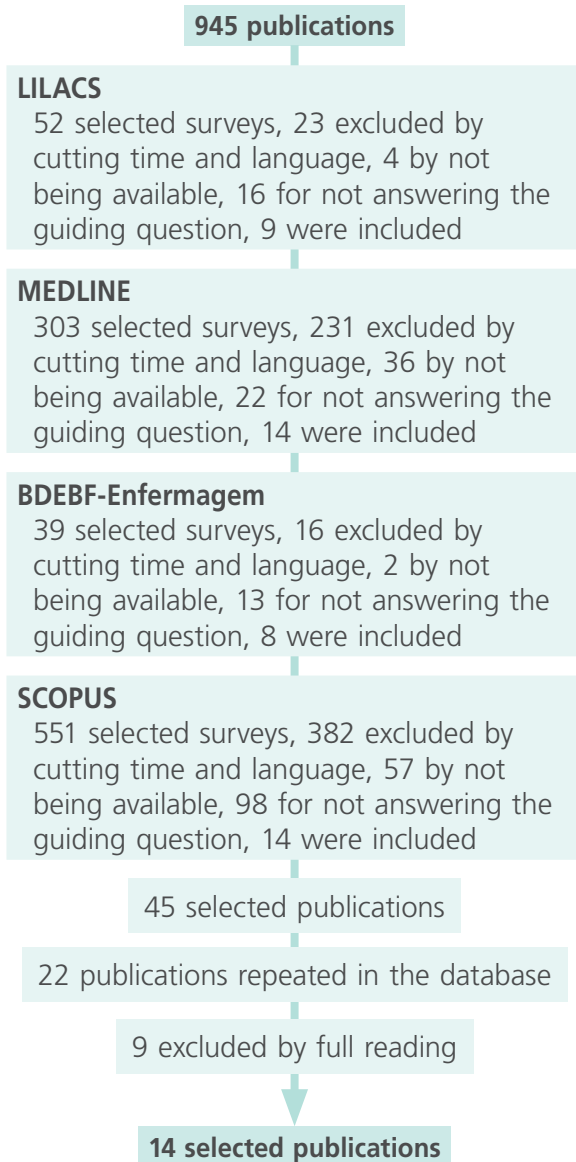 945 publications
LILACS
52 selected surveys, 23 excluded by
cutting time and language, 4 by not
being available, 16 for not answering the
guiding question, 9 were included
MEDLINE
303 selected surveys, 231 excluded by
cutting time and language, 36 by not
being available, 22 for not answering the
guiding question, 14 were included
BDEBF-Enfermagem
39 selected surveys, 16 excluded by
cutting time and language, 2 by not
being available, 13 for not answering the
guiding question, 8 were included
SCOPUS
551 selected surveys, 382 excluded by
cutting time and language, 57 by not
being available, 98 for not answering the
guiding question, 14 were included
45 selected publications
22 publications repeated in the database
9 excluded by full reading
14 selected publications